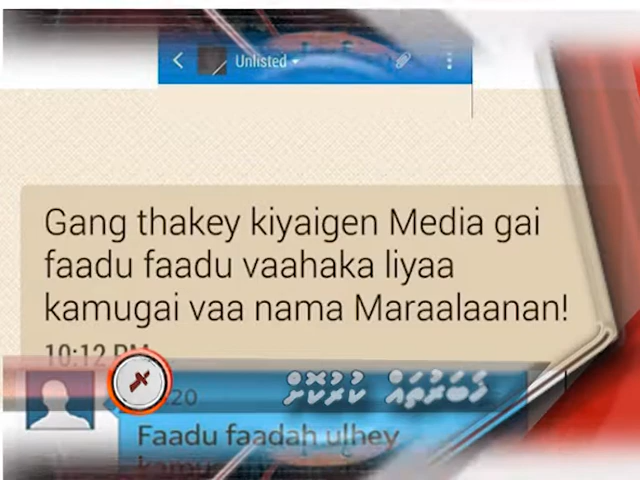 Unlisted
Gang thakey kiyaigen Media gai
faadu faadu vaahaka liyaa
kamugai vaa nama Maraalaanan!
10:12 PM
20
ޚަބަރުތައް ކުރުކޮށް
Faadu faadah ulhey